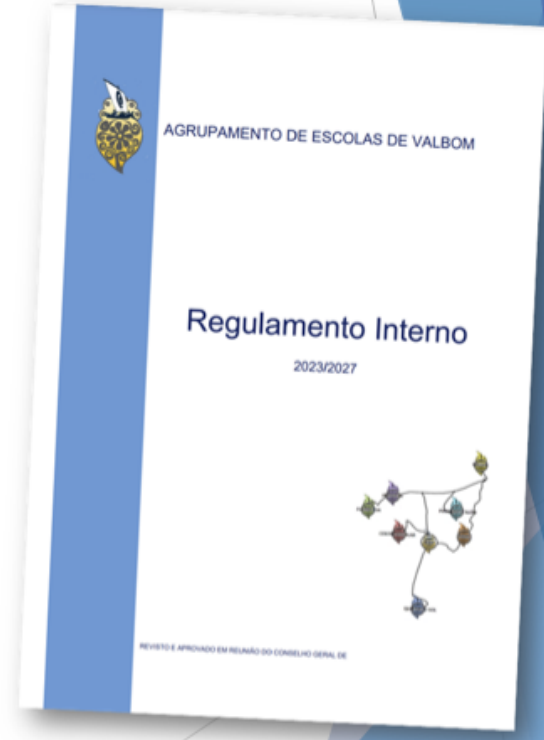 AGRUPAMENTO DE ESCOLAS DE VALBOM
Regulamento Interno
2023/2027
REVISTO E APROVADO EM REUNIÃO DO CONSELHO GERAL DE